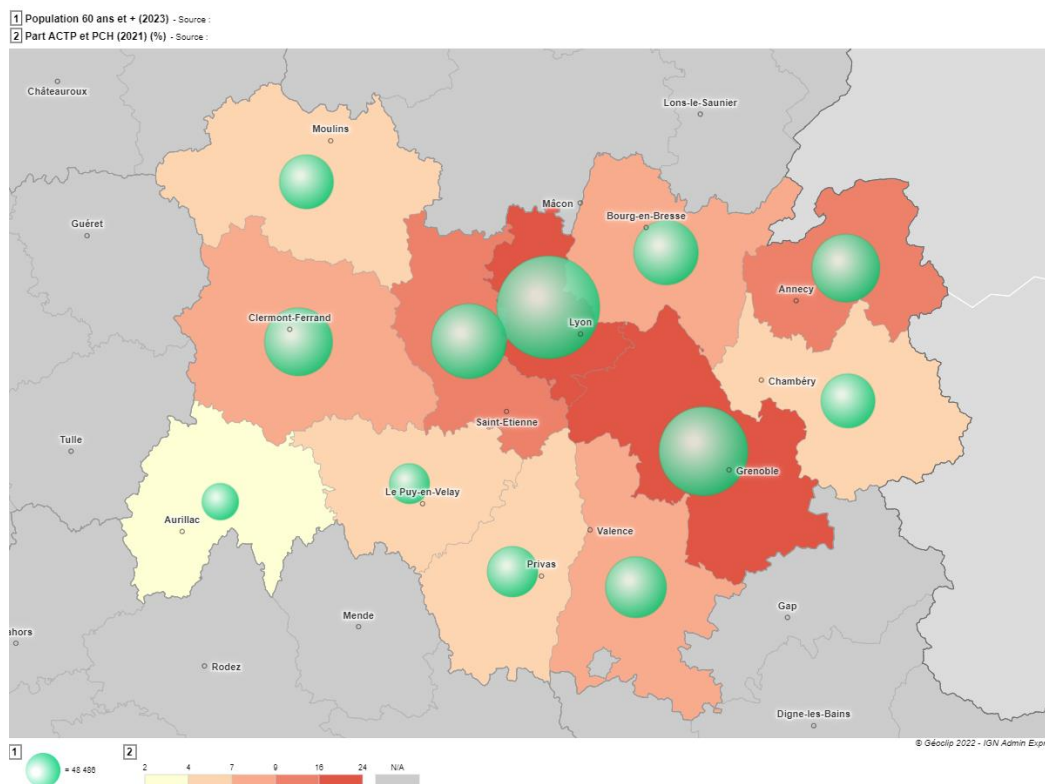 1 Population 60 ans et + (2023) - Source :
2 Part ACTP et PCH (2021) (%) - Source :
Châteauroux
Lons-le-Saunier
Moulins
Mâcon
Guéret
Bourg-en-Bresse
Annecy
Clermont-Ferrand
Lyon
Chambéry
Saint-Etienne
Tulle
Grenoble
Le Puy-en-Velay
Aurillac
Valence
Privas
Gap
Mende
ahors
Rodez
Digne-les-Bains
© Géoclip 2022 - IGN Admin Expr
1
= 48 486
2
2 4 7 9 16 24 N/A